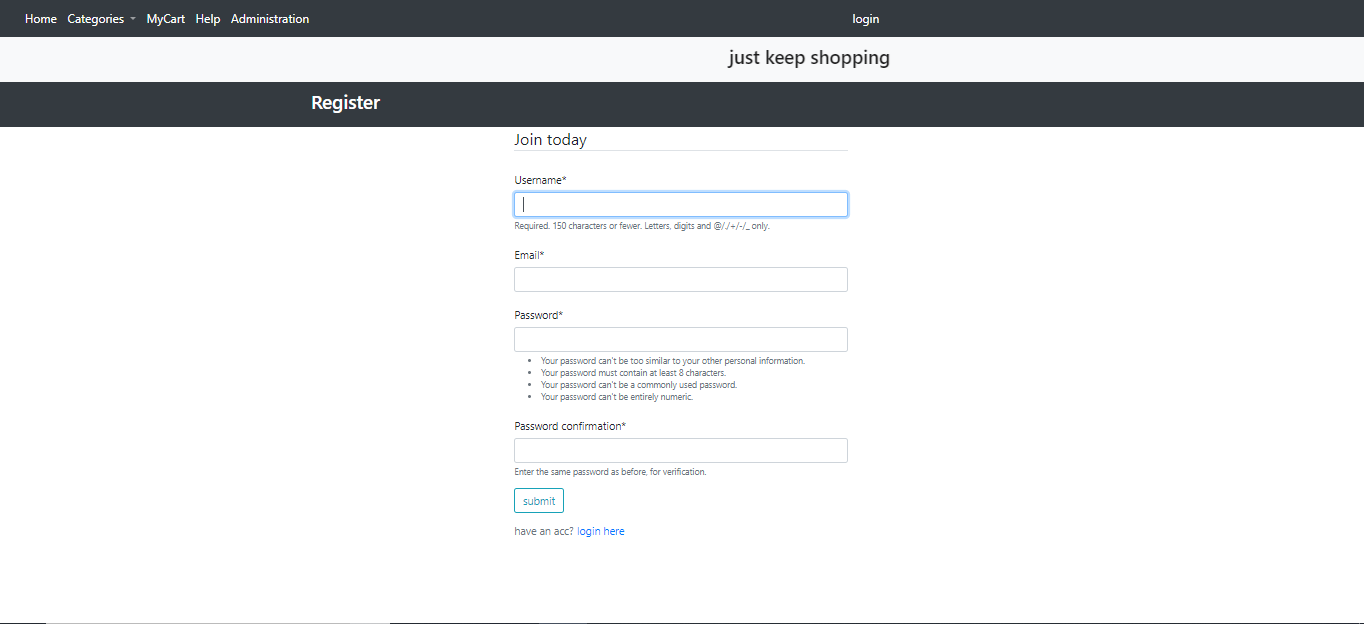 Home Categories MyCart Help Administration login
just keep shopping
Register
Join today
Username*
Required. 150 characters or fewer. Letters, digits and @/./+/-/_ only.
Email*
Password*
Your password can't be too similar to your other personal information.
Your password must contain at least 8 characters.
Your password can't be a commonly used password.
Your password can't be entirely numeric.
Password confirmation*
Enter the same password as before, for verification.
submit
have an acc? login here